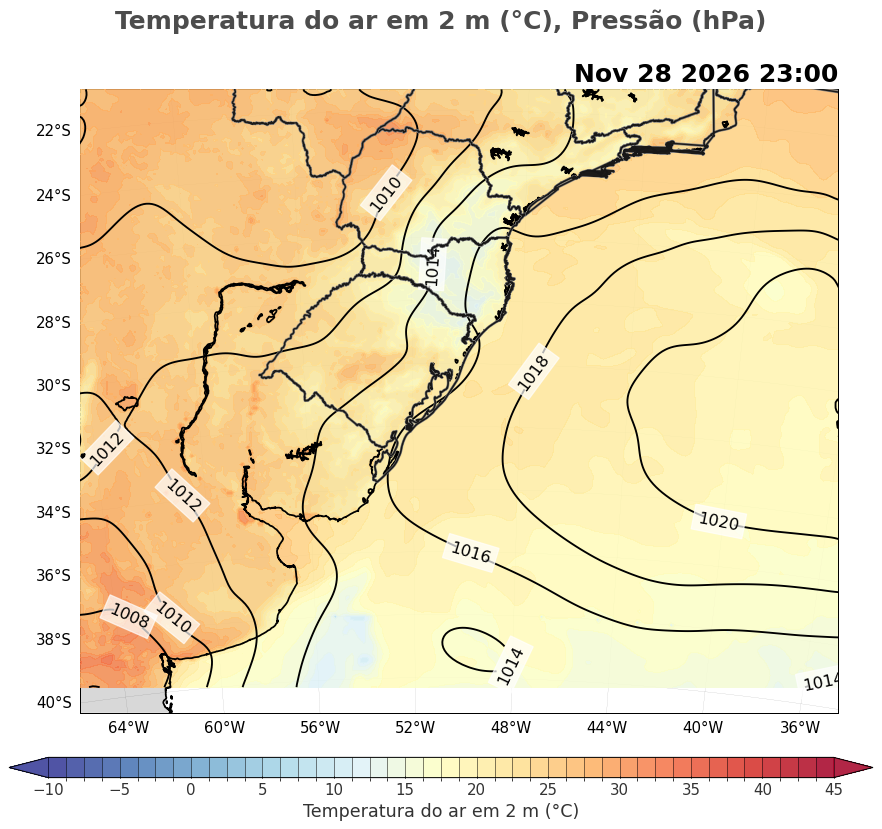 Temperatura do ar em 2 m (°C), Pressão (hPa)
Nov 28 2026 23:00
22°S
24°S
26°S
28°S
30°S
32°S
34°S
36°S
38°S
40°S
1010
1014
1018
1012
1012
1020
1016
1008
1010
1014
1014
64°W
60°W
56°W
52°W
48°W
44°W
40°W
36°W
−10
−5
0
5
10
15
20
25
30
35
40
45
Temperatura do ar em 2 m (°C)